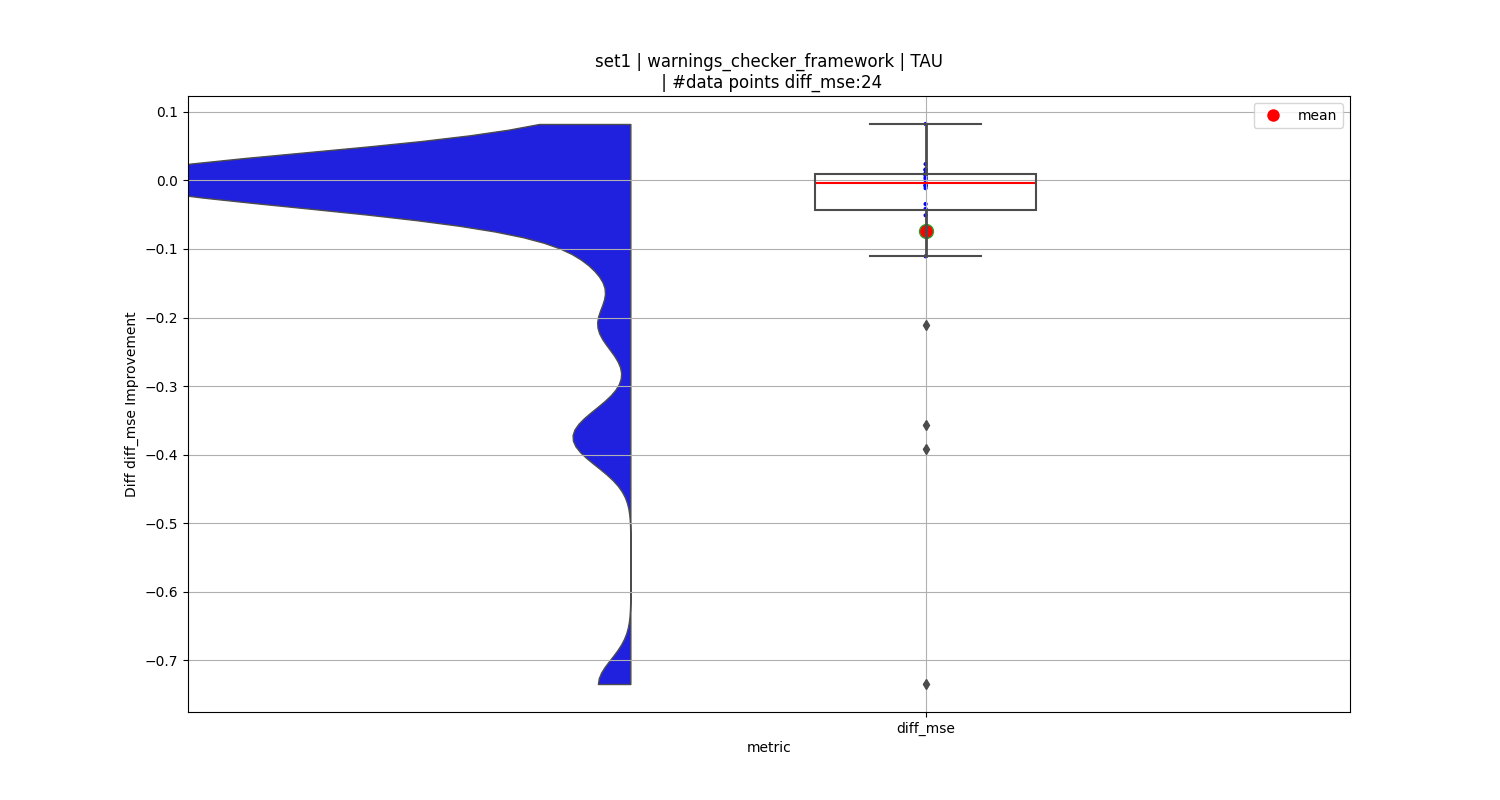 set1 | warnings_checker_framework | TAU
| #data points diff_mse:24
mean
Diff diff_mse Improvement
0.1
0.0
−0.1
−0.2
−0.3
−0.4
−0.5
−0.6
−0.7
diff_mse
metric